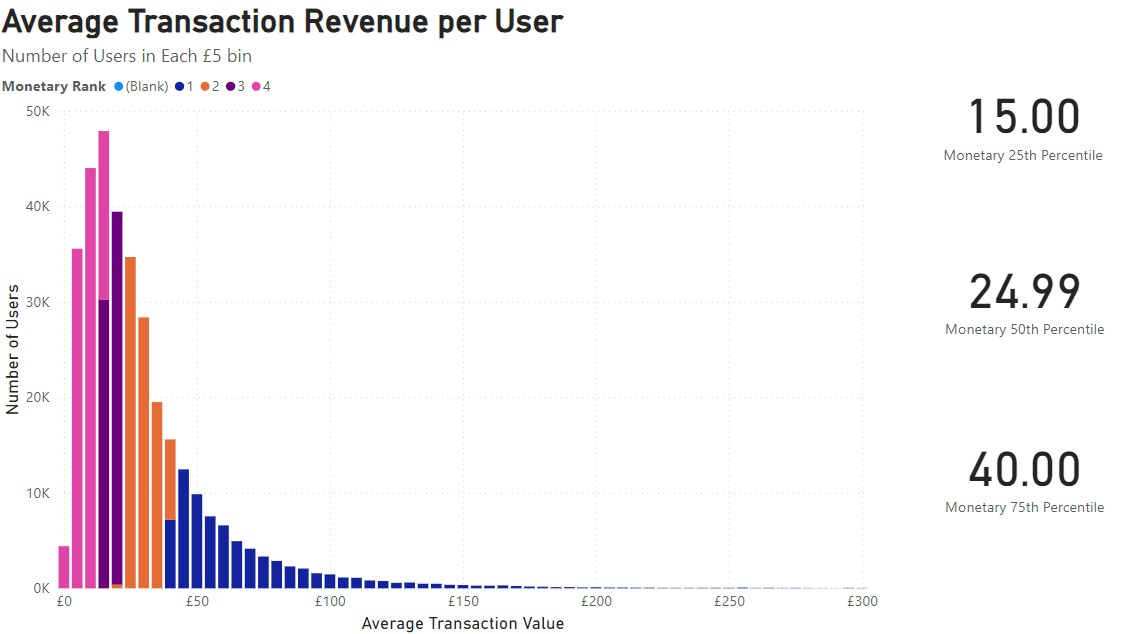 Average Transaction Revenue per User
Number of Users in Each £5 bin
Monetary Rank (Blank) 1 2 3 4
50K
40K
30K
20K
10K
0K
Number of Users
£0 £50 £100 £150 £200 £250 £300
Average Transaction Value
15.00
Monetary 25th Percentile
24.99
Monetary 50th Percentile
40.00
Monetary 75th Percentile